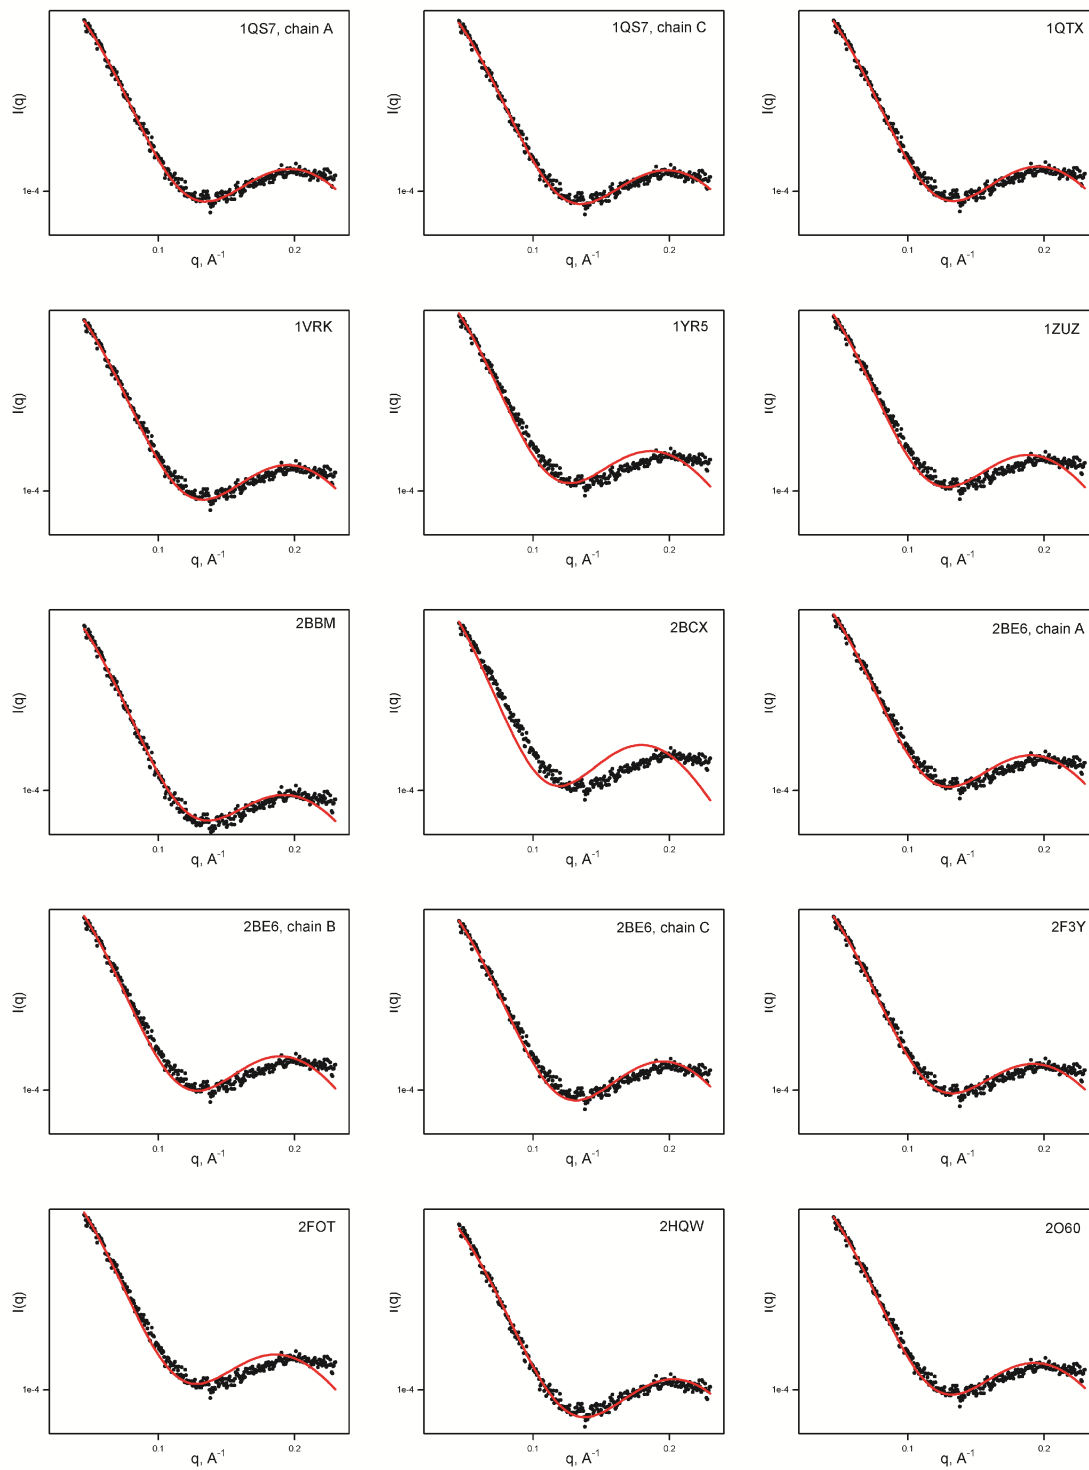 1QS7, chain A
I(q)
1e-4
0.1
0.2
q, A⁻¹
1QS7, chain C
I(q)
1e-4
0.1
0.2
q, A⁻¹
1QTX
I(q)
1e-4
0.1
0.2
q, A⁻¹
1VRK
I(q)
1e-4
0.1
0.2
q, A⁻¹
1YR5
I(q)
1e-4
0.1
0.2
q, A⁻¹
1ZUZ
I(q)
1e-4
0.1
0.2
q, A⁻¹
2BBM
I(q)
1e-4
0.1
0.2
q, A⁻¹
2BCX
I(q)
1e-4
0.1
0.2
q, A⁻¹
2BE6, chain A
I(q)
1e-4
0.1
0.2
q, A⁻¹
2BE6, chain B
I(q)
1e-4
0.1
0.2
q, A⁻¹
2BE6, chain C
I(q)
1e-4
0.1
0.2
q, A⁻¹
2F3Y
I(q)
1e-4
0.1
0.2
q, A⁻¹
2FOT
I(q)
1e-4
0.1
0.2
q, A⁻¹
2HQW
I(q)
1e-4
0.1
0.2
q, A⁻¹
2O60
I(q)
1e-4
0.1
0.2
q, A⁻¹